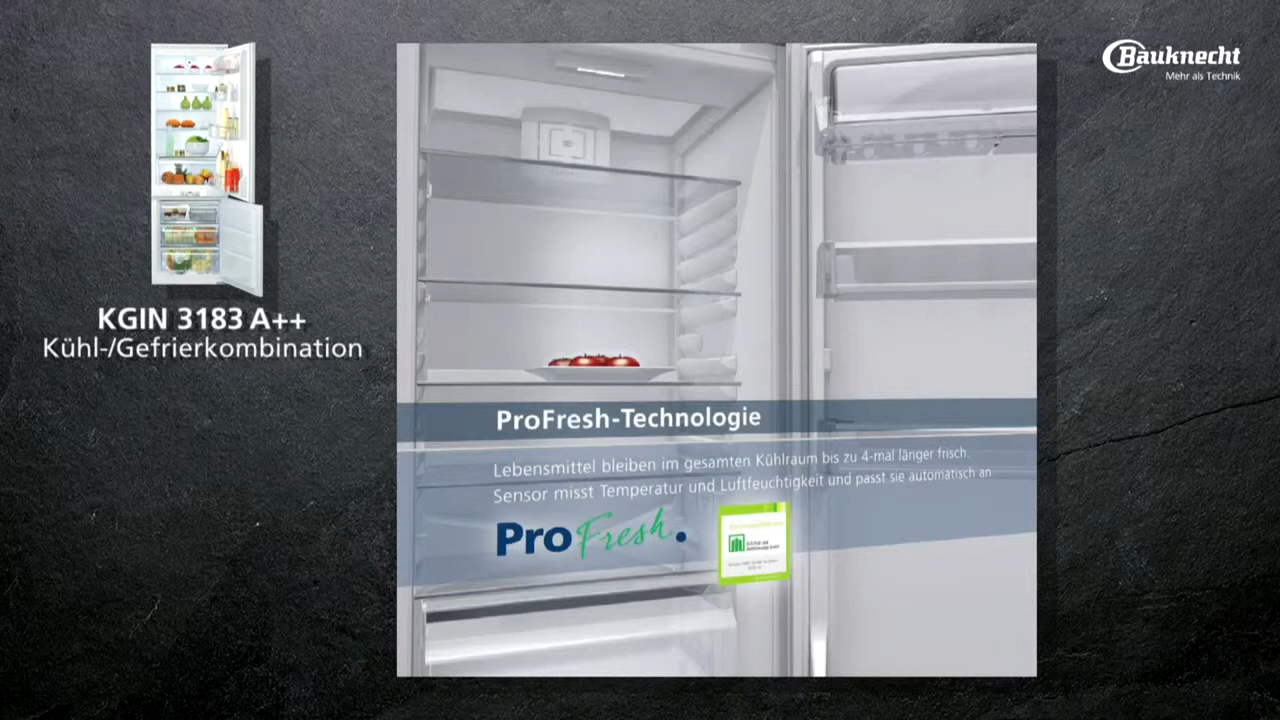 Bauknecht
Mehr als Technik
KGIN 3183 A++
Kühl-/Gefrierkombination
ProFresh-Technologie
Lebensmittel bleiben im gesamten Kühlraum bis zu 4-mal länger frisch.
Sensor misst Temperatur und Luftfeuchtigkeit und passt sie automatisch an
ProFresh.